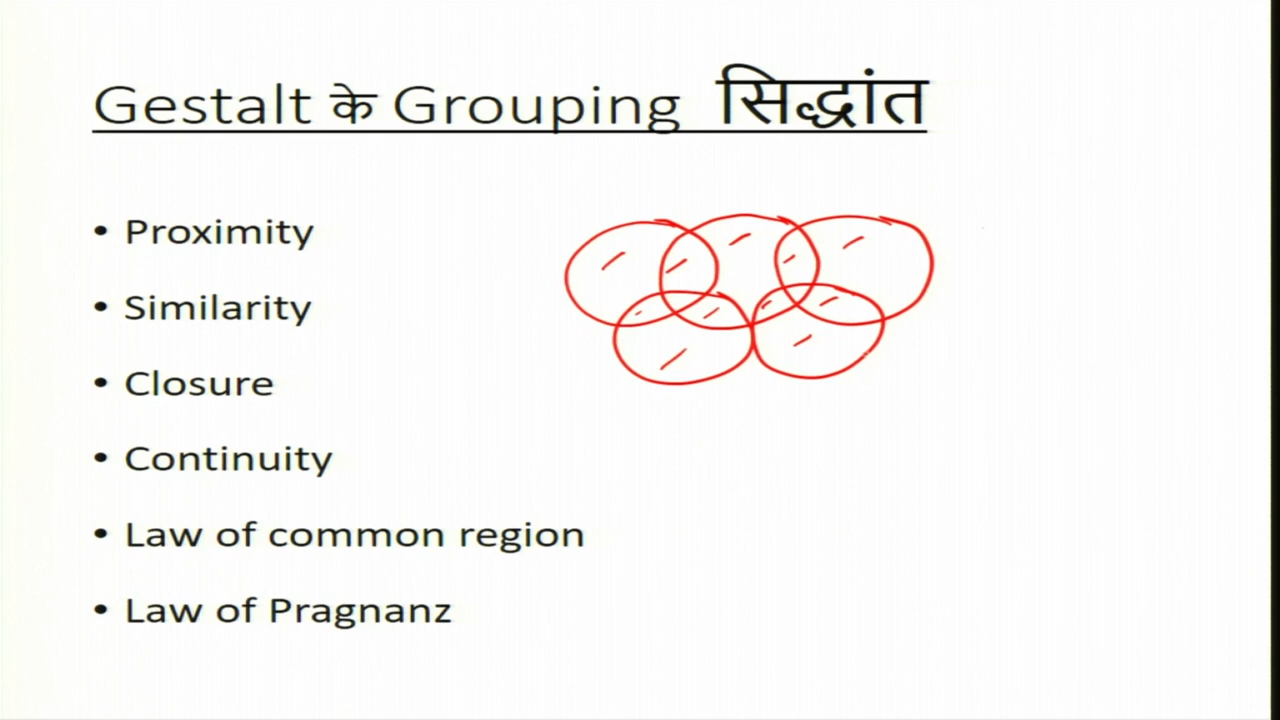 Gestalt के Grouping सिद्धांत
• Proximity
• Similarity
• Closure
• Continuity
• Law of common region
• Law of Pragnanz